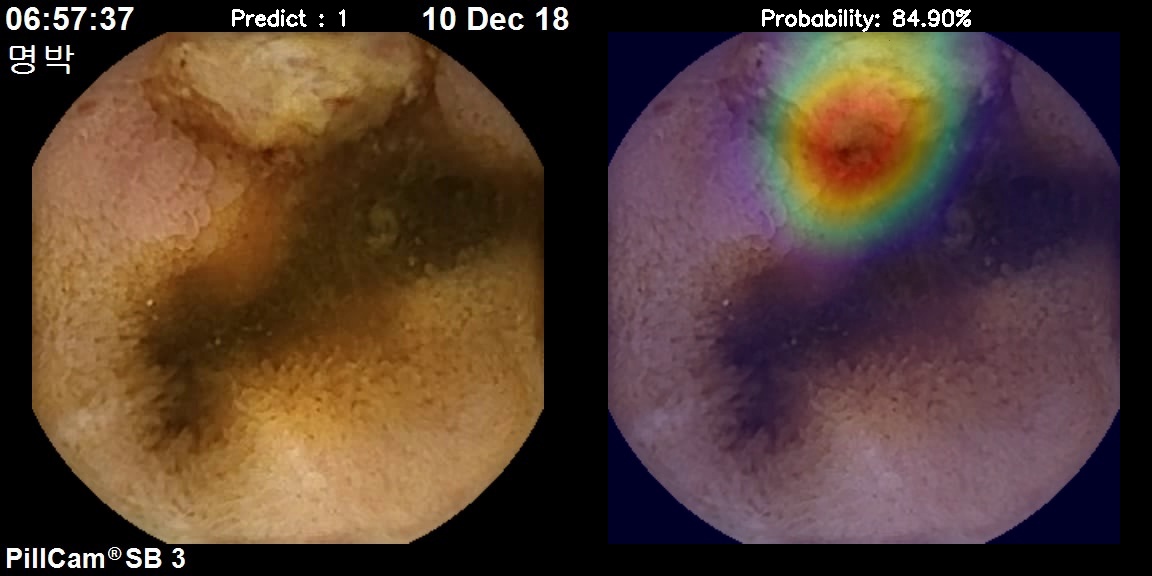 06:57:37 Predict : 1 10 Dec 18 Probability: 84.90%
명박
PillCam® SB 3